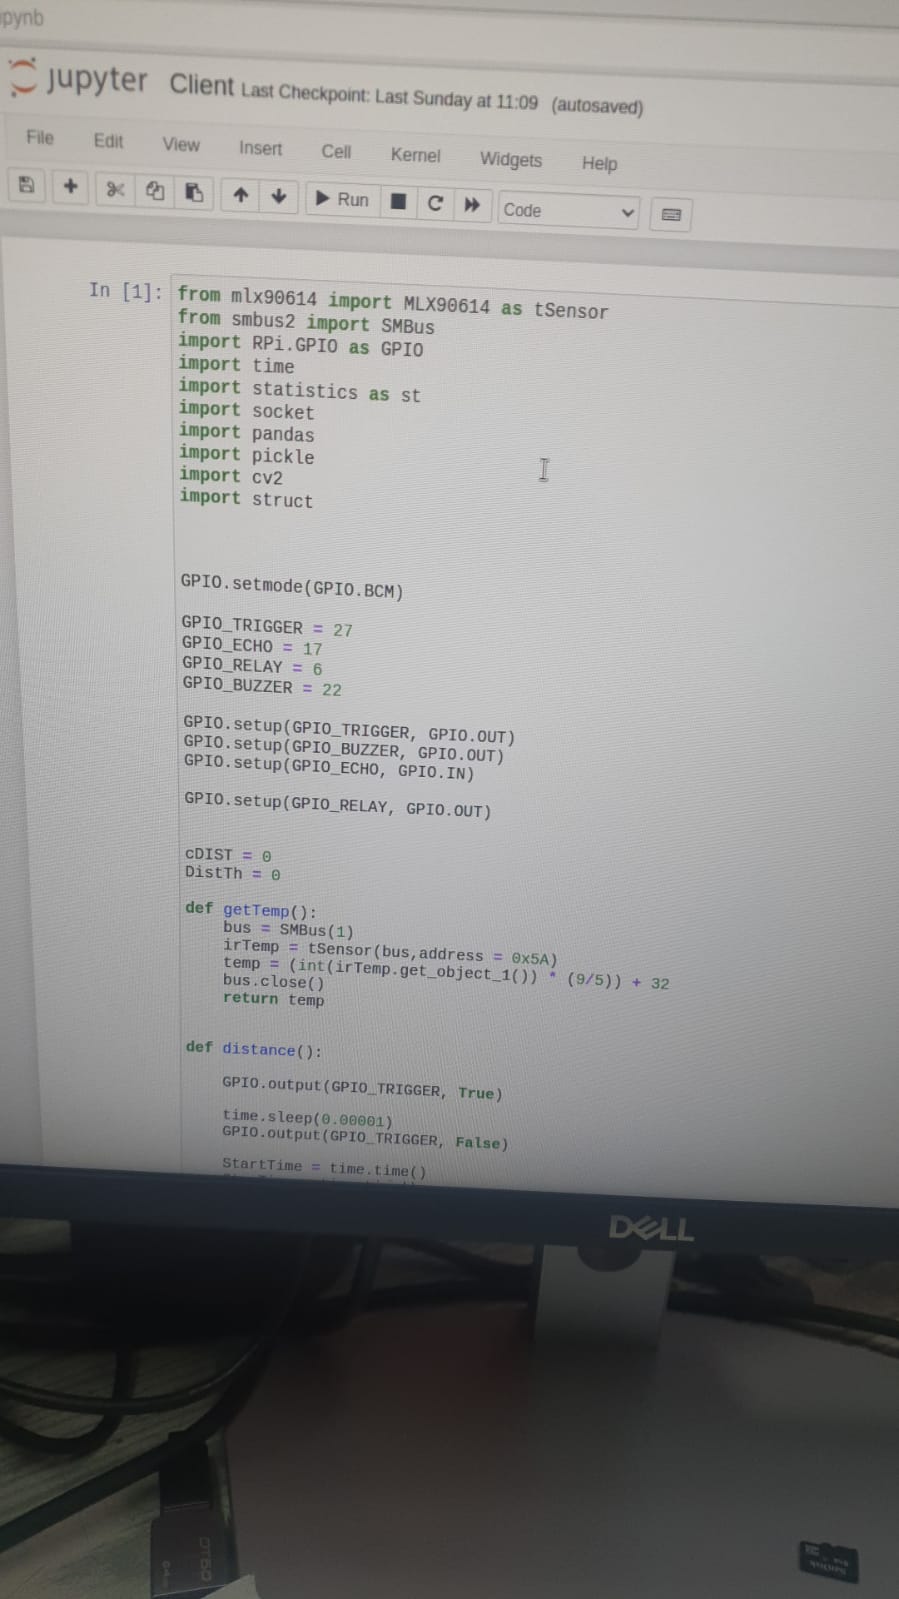 ipynb
jupyter Client Last Checkpoint: Last Sunday at 11:09 (autosaved)
File Edit View Insert Cell Kernel Widgets Help
Run Code
In [1]: from mlx90614 import MLX90614 as tSensor
from smbus2 import SMBus
import RPi.GPIO as GPIO
import time
import statistics as st
import socket
import pandas
import pickle
import cv2
import struct
GPIO.setmode(GPIO.BCM)
GPIO_TRIGGER = 27
GPIO_ECHO = 17
GPIO_RELAY = 6
GPIO_BUZZER = 22
GPIO.setup(GPIO_TRIGGER, GPIO.OUT)
GPIO.setup(GPIO_BUZZER, GPIO.OUT)
GPIO.setup(GPIO_ECHO, GPIO.IN)
GPIO.setup(GPIO_RELAY, GPIO.OUT)
cDIST = 0
DistTh = 0
def getTemp():
bus = SMBus(1)
irTemp = tSensor(bus,address = 0x5A)
temp = (int(irTemp.get_object_1()) * (9/5)) + 32
bus.close()
return temp
def distance():
GPIO.output(GPIO_TRIGGER, True)
time.sleep(0.00001)
GPIO.output(GPIO_TRIGGER, False)
StartTime = time.time()
DELL
SanDisk